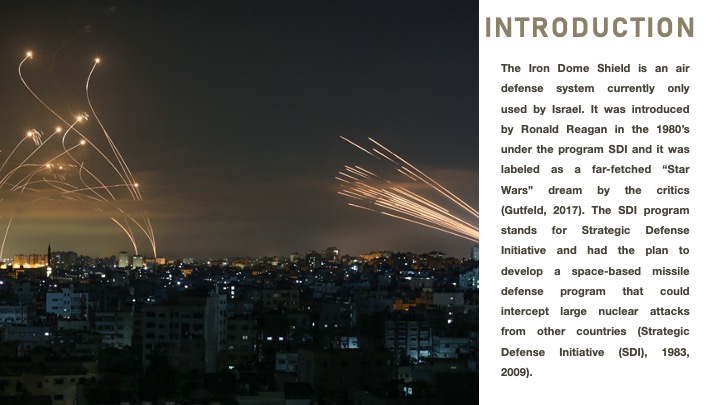 INTRODUCTION
The Iron Dome Shield is an air
defense system currently only
used by Israel. It was introduced
by Ronald Reagan in the 1980’s
under the program SDI and it was
labeled as a far-fetched “Star
Wars” dream by the critics
(Gutfeld, 2017). The SDI program
stands for Strategic Defense
Initiative and had the plan to
develop a space-based missile
defense program that could
intercept large nuclear attacks
from other countries (Strategic
Defense Initiative (SDI), 1983,
2009).